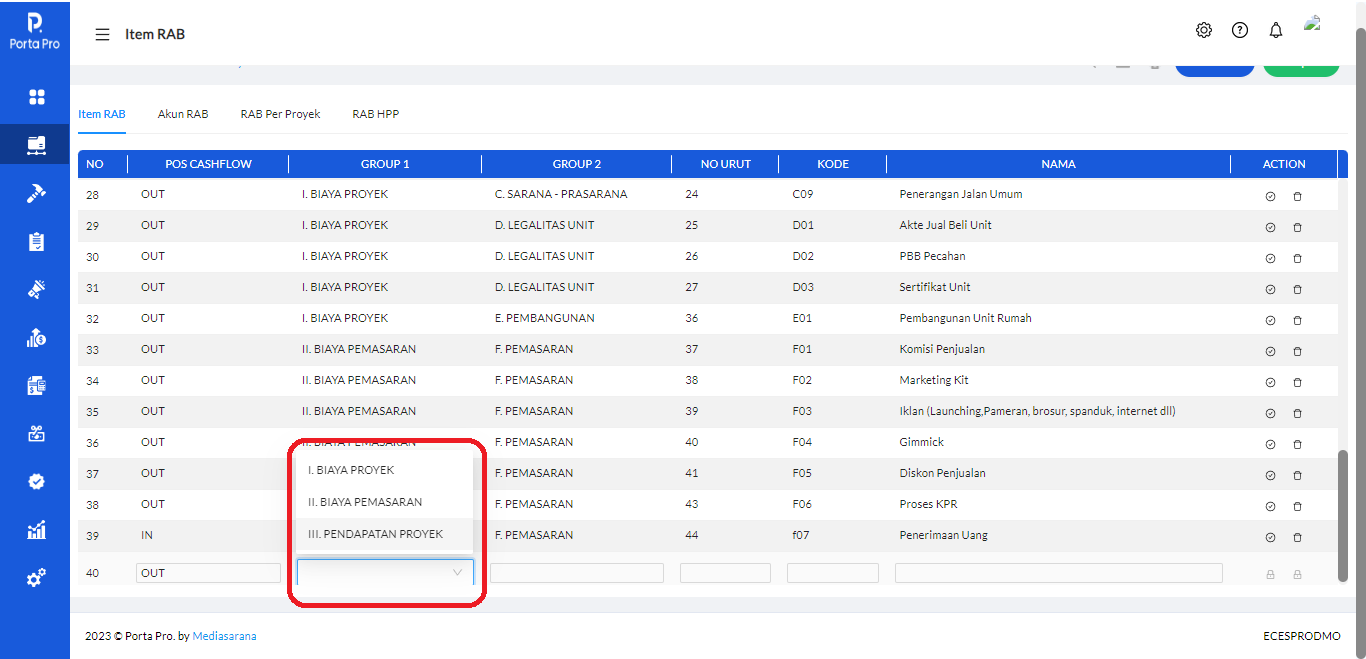 Porta Pro
Item RAB
Item RAB Akun RAB RAB Per Proyek RAB HPP
NO POS CASHFLOW GROUP 1 GROUP 2 NO URUT KODE NAMA ACTION
28 OUT I. BIAYA PROYEK C. SARANA - PRASARANA 24 C09 Penerangan Jalan Umum
29 OUT I. BIAYA PROYEK D. LEGALITAS UNIT 25 D01 Akte Jual Beli Unit
30 OUT I. BIAYA PROYEK D. LEGALITAS UNIT 26 D02 PBB Pecahan
31 OUT I. BIAYA PROYEK D. LEGALITAS UNIT 27 D03 Sertifikat Unit
32 OUT I. BIAYA PROYEK E. PEMBANGUNAN 36 E01 Pembangunan Unit Rumah
33 OUT II. BIAYA PEMASARAN F. PEMASARAN 37 F01 Komisi Penjualan
34 OUT II. BIAYA PEMASARAN F. PEMASARAN 38 F02 Marketing Kit
35 OUT II. BIAYA PEMASARAN F. PEMASARAN 39 F03 Iklan (Launching,Pameran, brosur, spanduk, internet dll)
36 OUT II. BIAYA PEMASARAN F. PEMASARAN 40 F04 Gimmick
37 OUT I. BIAYA PROYEK F. PEMASARAN 41 F05 Diskon Penjualan
38 OUT II. BIAYA PEMASARAN F. PEMASARAN 43 F06 Proses KPR
39 IN III. PENDAPATAN PROYEK F. PEMASARAN 44 f07 Penerimaan Uang
40 OUT
2023 © Porta Pro. by Mediasarana ECESPRODMO